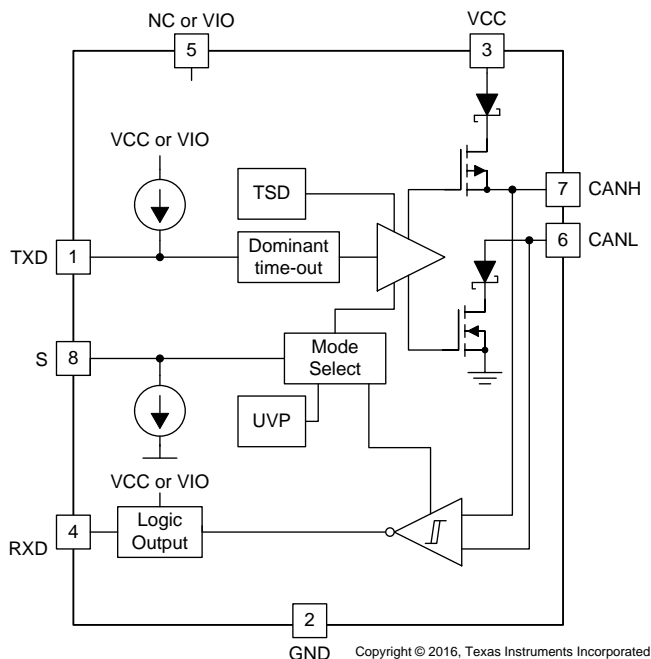 NC or VIO
VCC
5
3
VCC or VIO
TSD
7
CANH
TXD
1
Dominant
time-out
6
CANL
S
8
Mode
Select
UVP
VCC or VIO
RXD
4
Logic
Output
2
GND
Copyright © 2016, Texas Instruments Incorporated